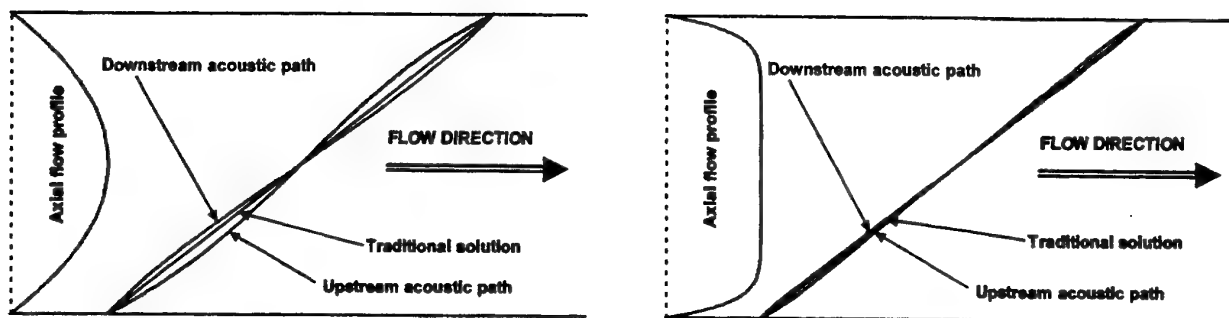 Downstream acoustic path
Axial flow profile
FLOW DIRECTION
Traditional solution
Upstream acoustic path
Downstream acoustic path
Axial flow profile
FLOW DIRECTION
Traditional solution
Upstream acoustic path